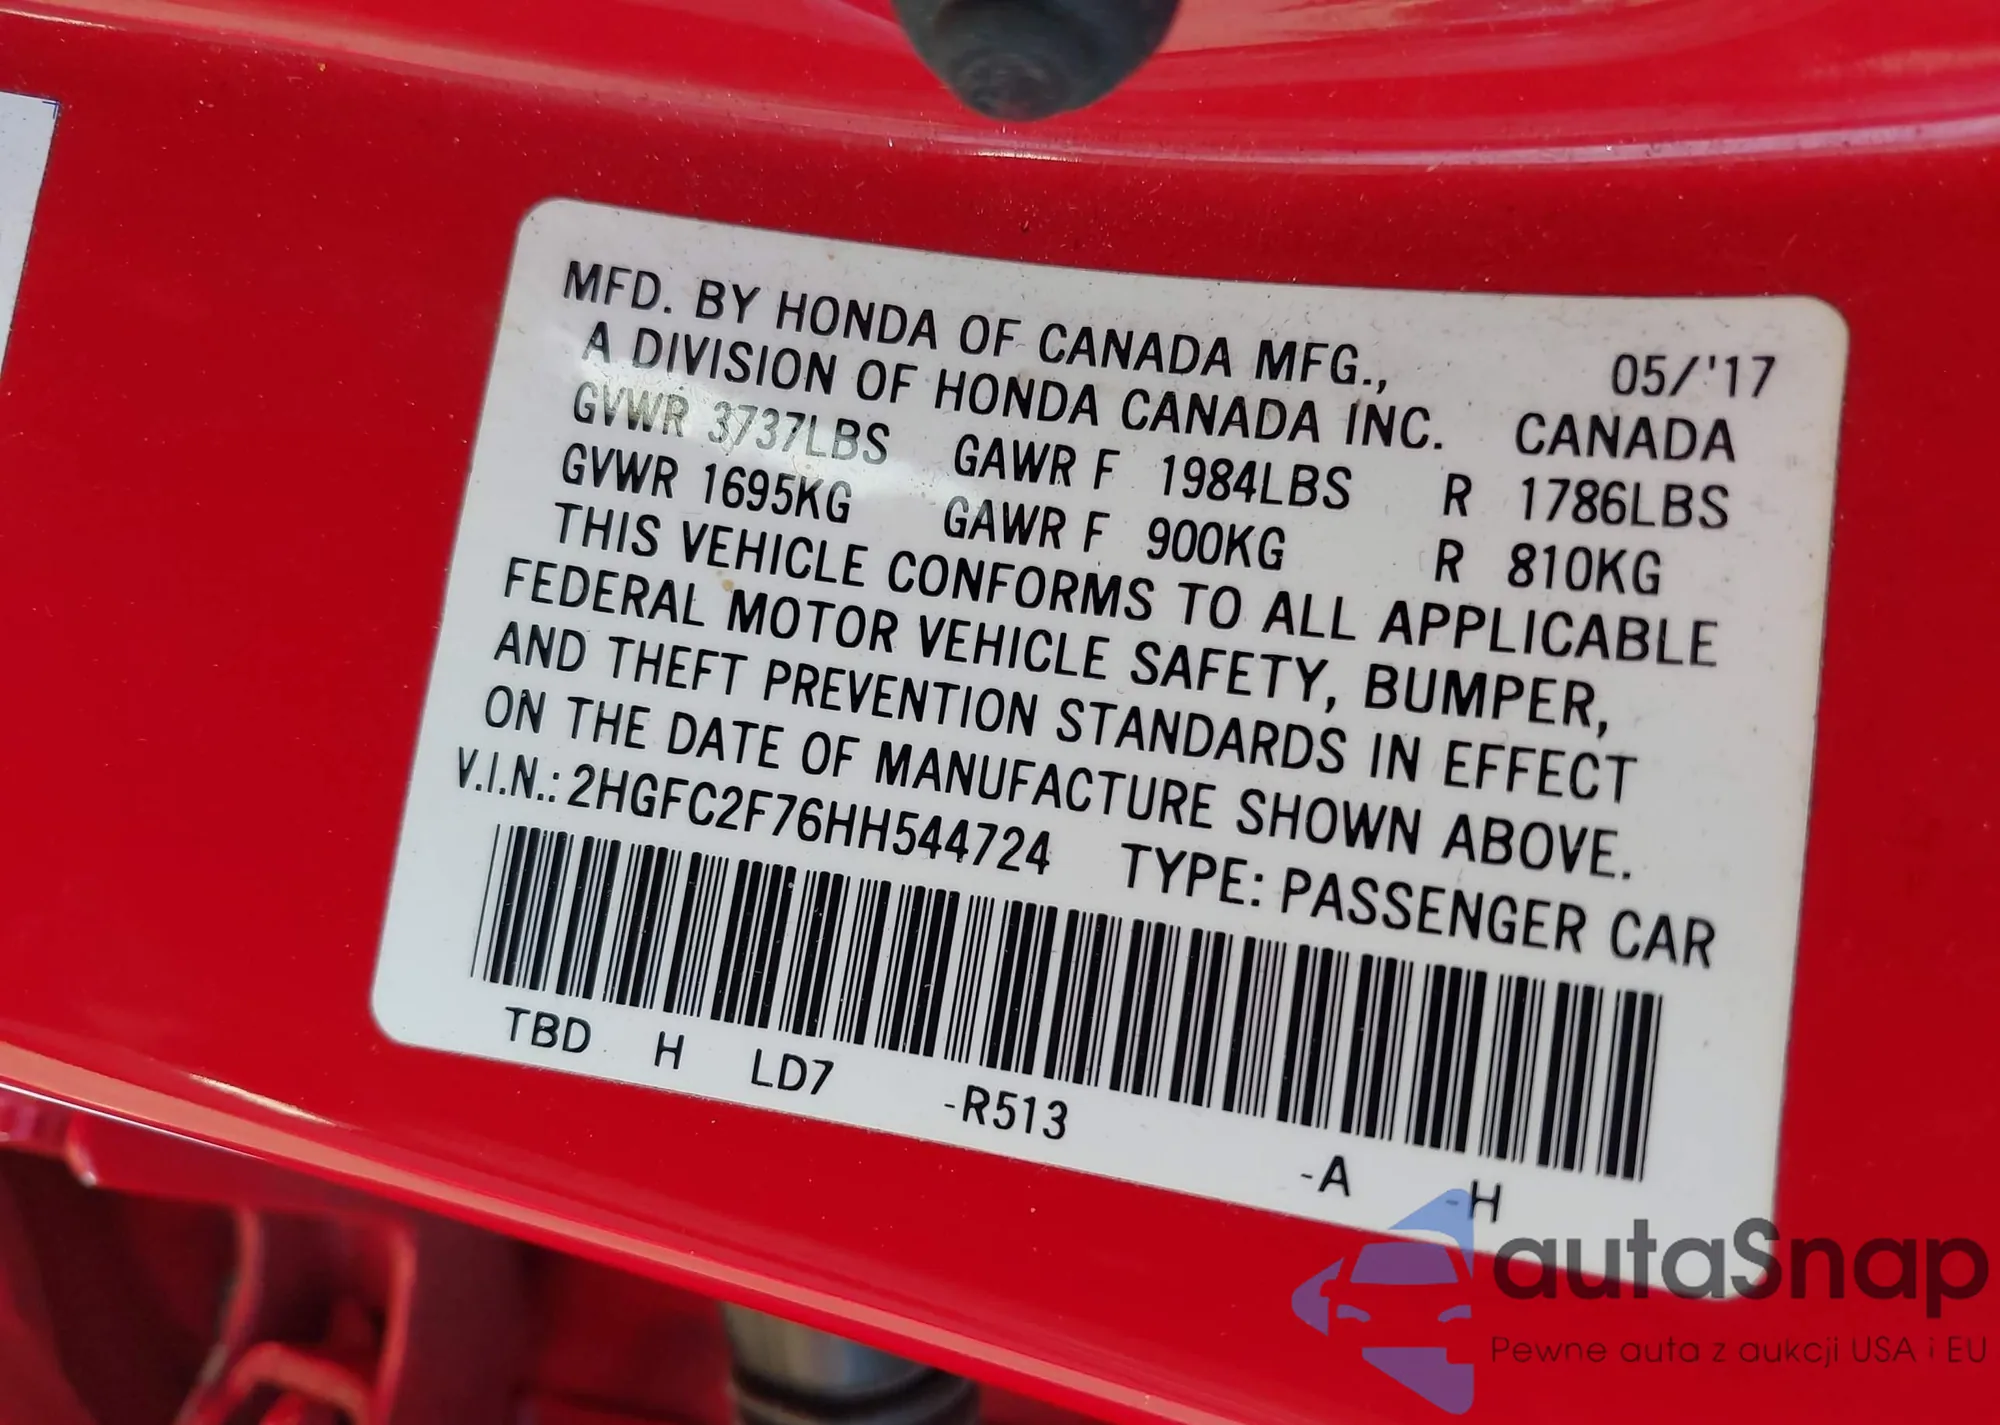 MFD. BY HONDA OF CANADA MFG., 05/'17
A DIVISION OF HONDA CANADA INC. CANADA
GVWR 3737LBS GAWR F 1984LBS R 1786LBS
GVWR 1695KG GAWR F 900KG R 810KG
THIS VEHICLE CONFORMS TO ALL APPLICABLE
FEDERAL MOTOR VEHICLE SAFETY, BUMPER,
AND THEFT PREVENTION STANDARDS IN EFFECT
ON THE DATE OF MANUFACTURE SHOWN ABOVE.
V.I.N.: 2HGFC2F76HH544724 TYPE: PASSENGER CAR
TBD H LD7 -R513 -A -H
autaSnap
Pewne auta z aukcji USA i EU